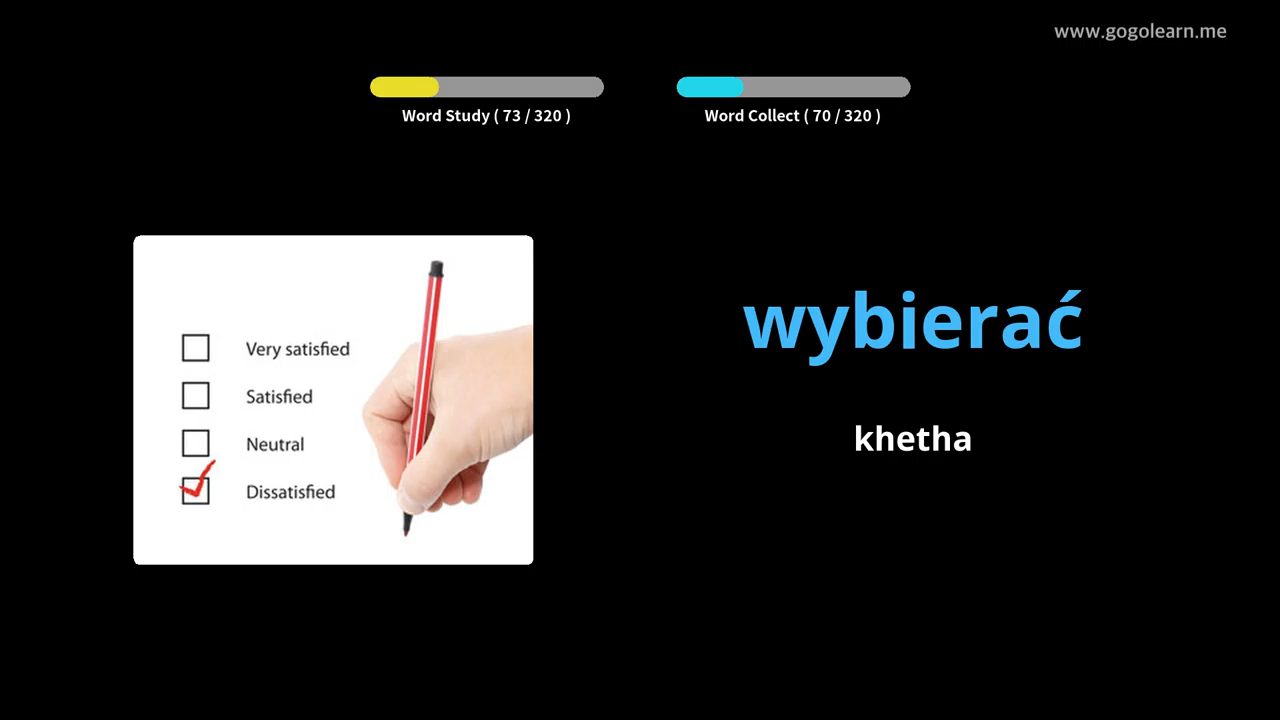 www.gogolearn.me
Word Study ( 73 / 320 )
Word Collect ( 70 / 320 )
Very satisfied
Satisfied
Neutral
Dissatisfied
wybierać
khetha